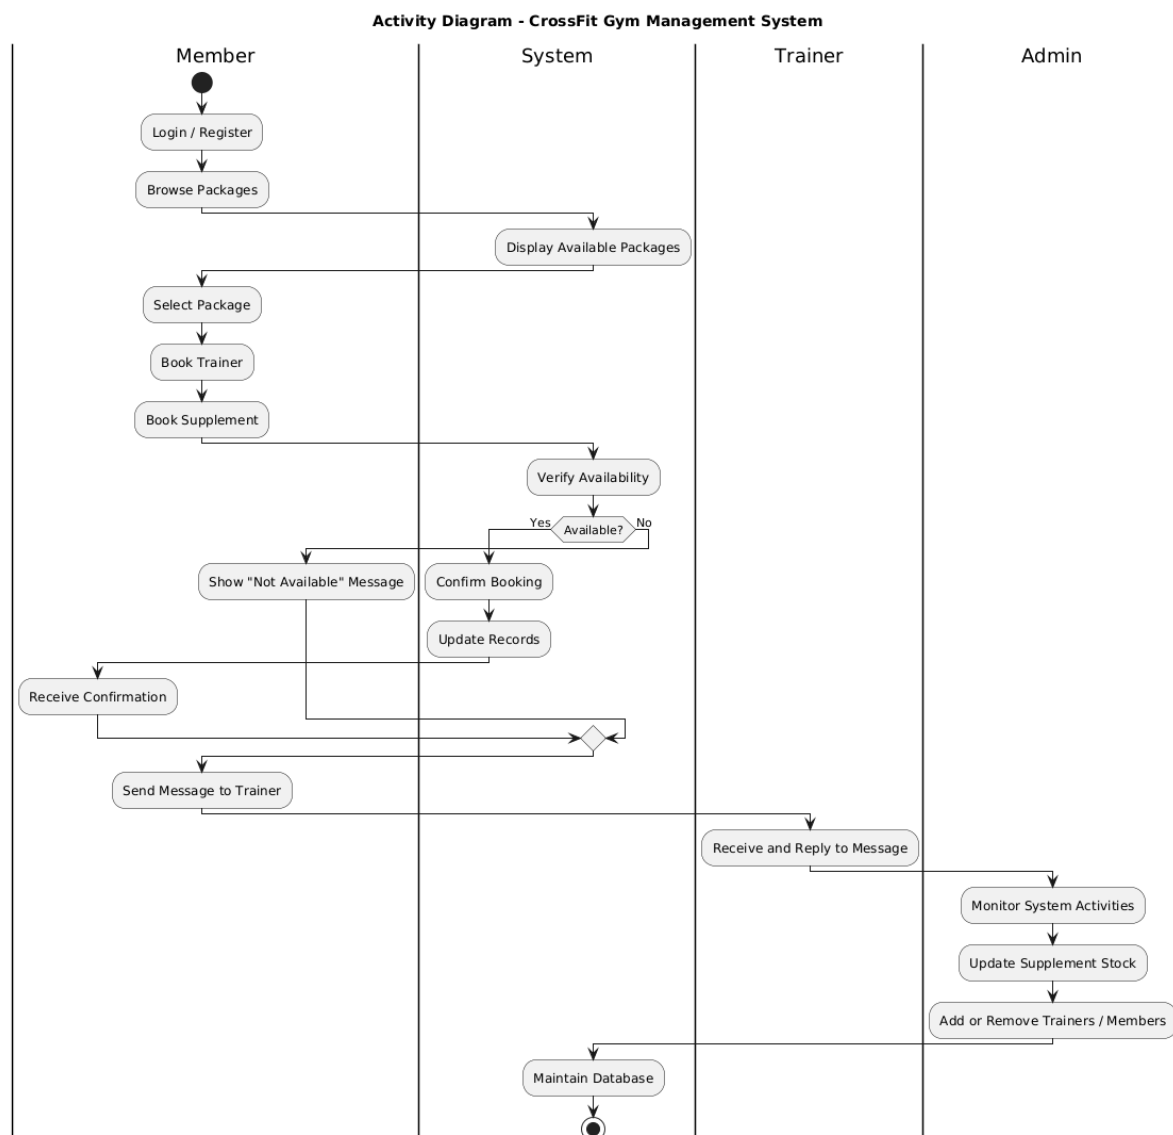 Activity Diagram - CrossFit Gym Management System
Member
System
Trainer
Admin
Login / Register
Browse Packages
Display Available Packages
Select Package
Book Trainer
Book Supplement
Verify Availability
Yes
Available?
No
Show "Not Available" Message
Confirm Booking
Update Records
Receive Confirmation
Send Message to Trainer
Receive and Reply to Message
Monitor System Activities
Update Supplement Stock
Add or Remove Trainers / Members
Maintain Database